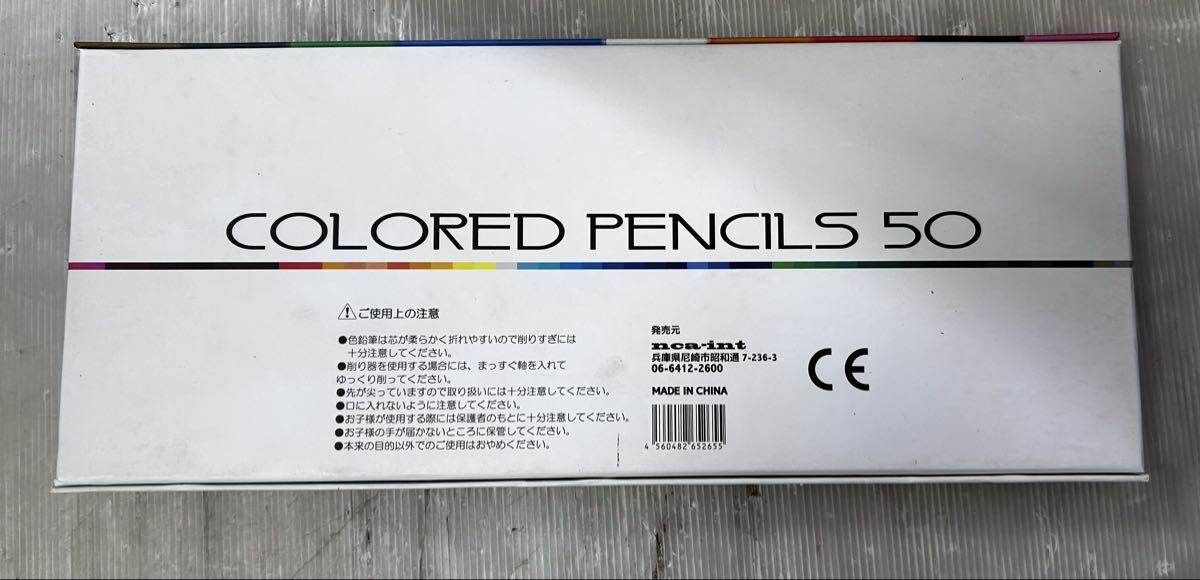 COLORED PENCILS 50
⚠ご使用上の注意
●色鉛筆は芯が柔らかく折れやすいので削りすぎには
十分注意してください。
●削り器を使用する場合には、まっすぐ軸を入れて
ゆっくり削ってください。
●先が尖っていますので取り扱いには十分注意してください。
●口に入れないように注意してください。
●お子様が使用する際には保護者のもとに十分注意してください。
●お子様の手が届かないところに保管してください。
●本来の目的以外でのご使用はおやめください。
発売元
nca-int
兵庫県尼崎市昭和通 7-236-3
06-6412-2600
MADE IN CHINA
4 560482 652655
CE